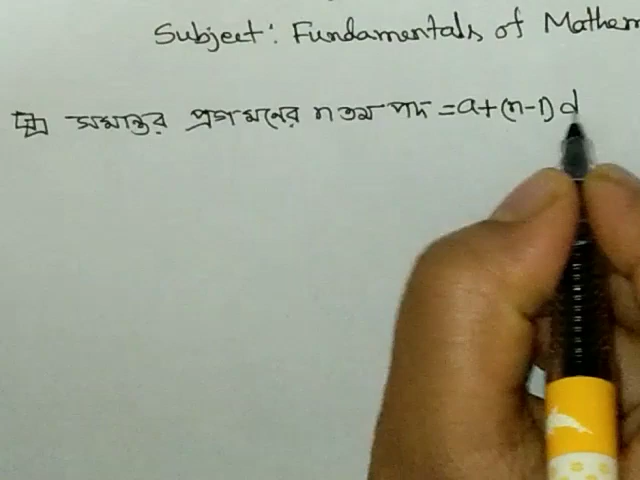 Subject: Fundamentals of Mathem
সমান্তর প্রগমনের n তম পদ = a+(n-1)d